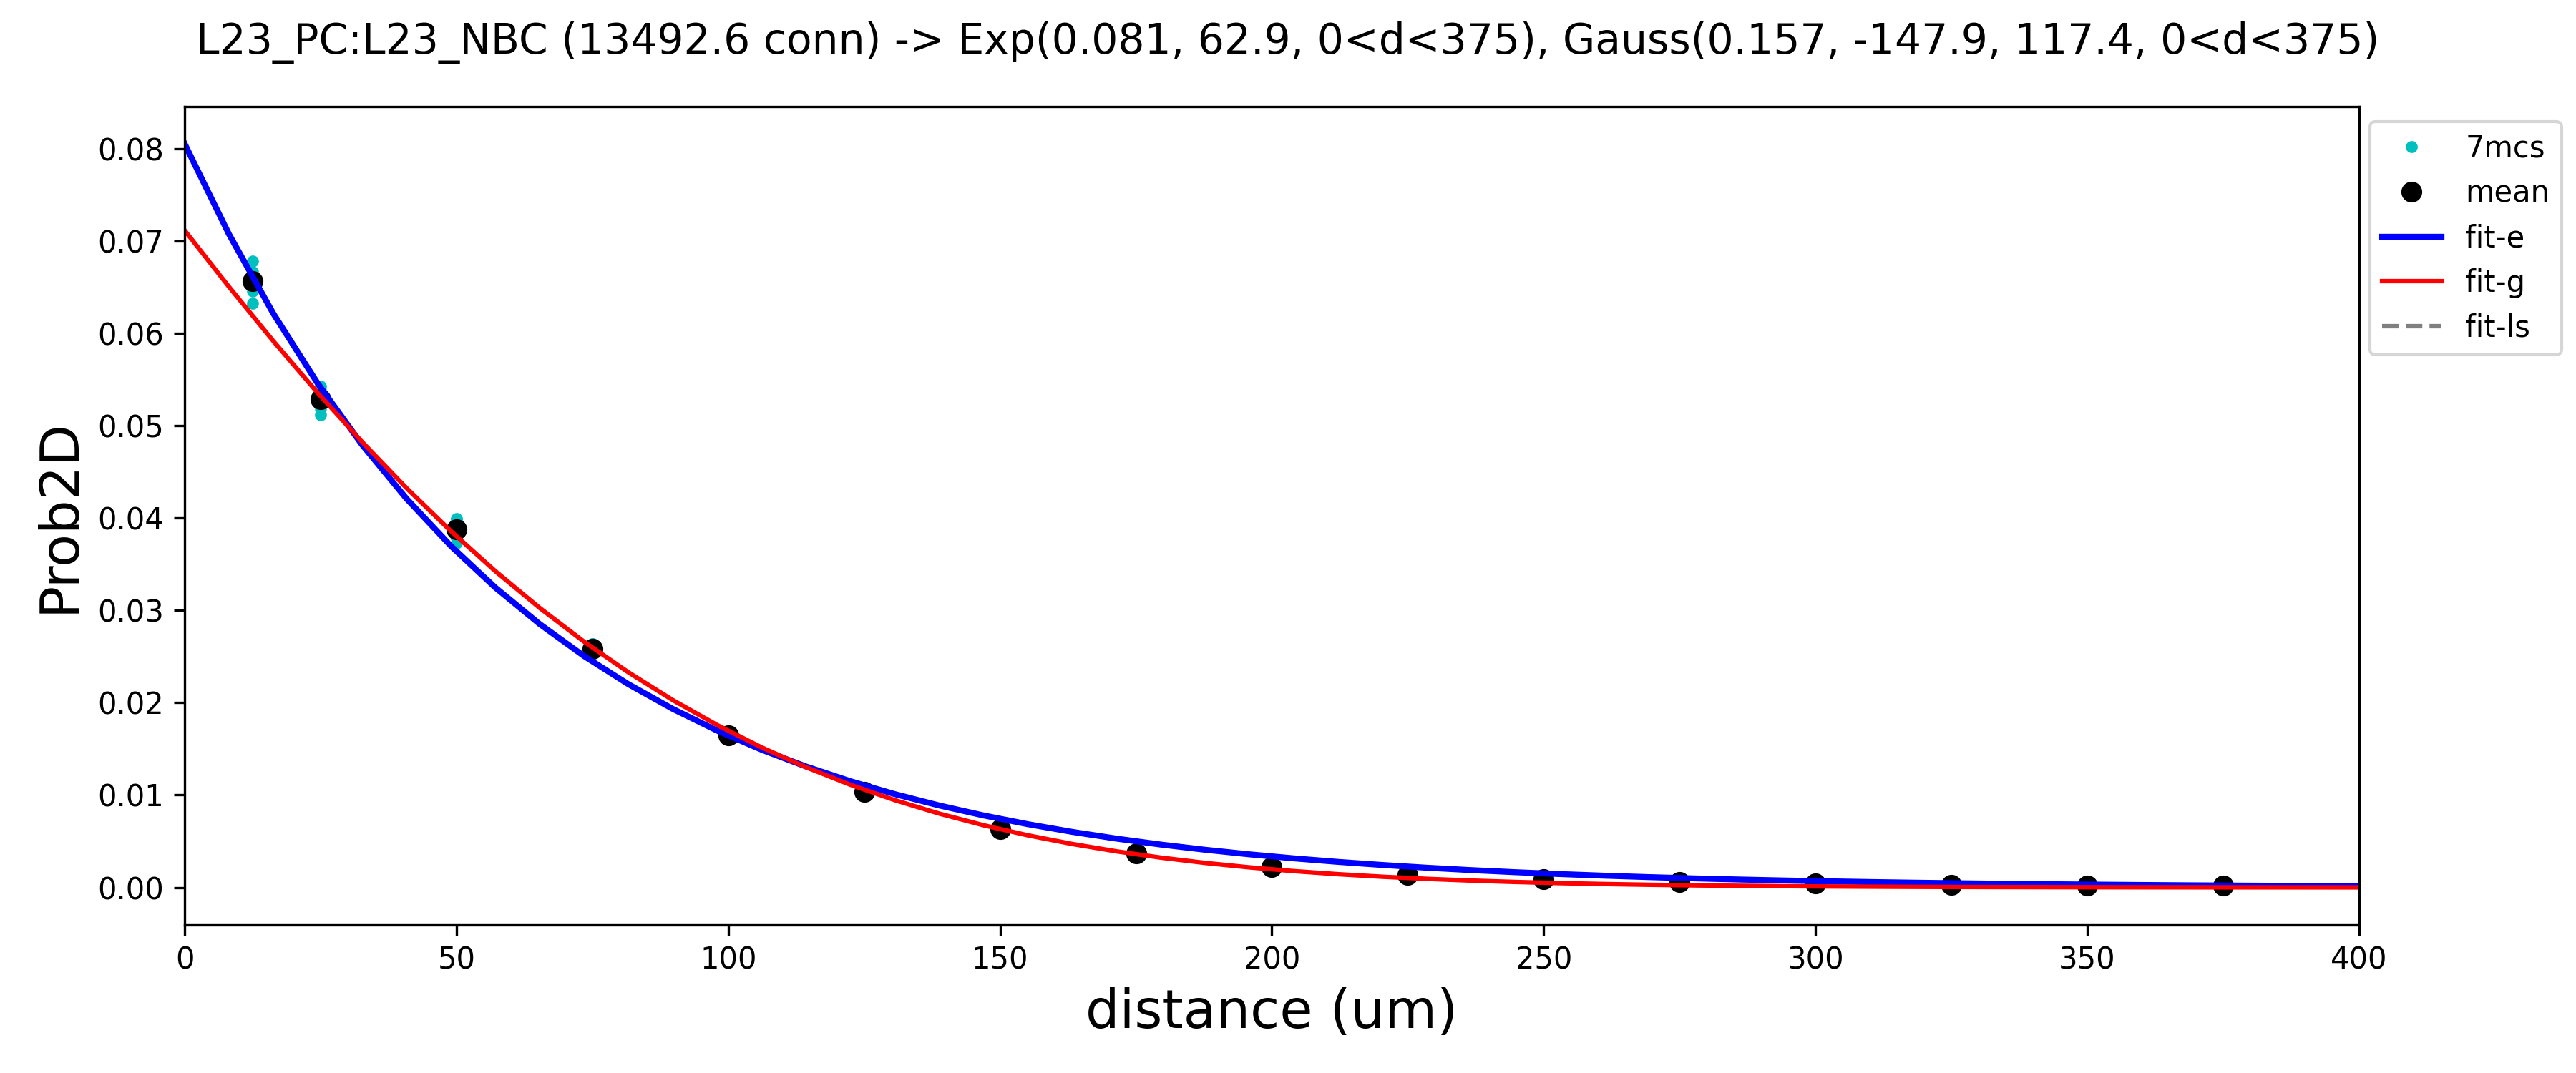 L23_PC:L23_NBC (13492.6 conn) -> Exp(0.081, 62.9, 0<d<375), Gauss(0.157, -147.9, 117.4, 0<d<375)
0.08
0.07
0.06
0.05
0.04
0.03
0.02
0.01
0.00
Prob2D
0 50 100 150 200 250 300 350 400
distance (um)
7mcs
mean
fit-e
fit-g
fit-ls